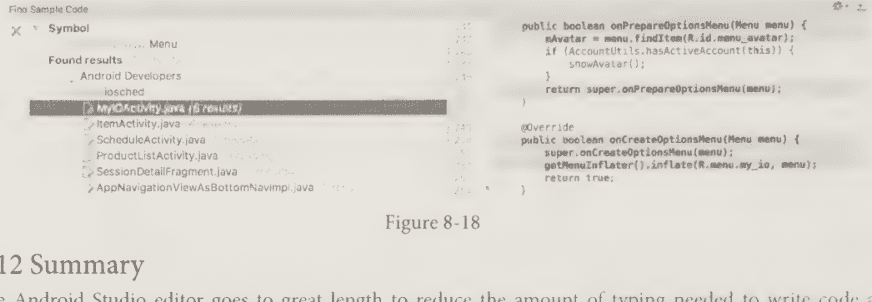 Find Sample Code
Symbol
Menu
Found results
Android Developers
iosched
MyIOActivity.java (6 results)
ItemActivity.java
ScheduleActivity.java
ProductListActivity.java
SessionDetailFragment.java
AppNavigationViewAsBottomNavImpl.java
public boolean onPrepareOptionsMenu(Menu menu) {
mAvatar = menu.findItem(R.id.menu_avatar);
if (AccountUtils.hasActiveAccount(this)) {
showAvatar();
}
return super.onPrepareOptionsMenu(menu);
}
@Override
public boolean onCreateOptionsMenu(Menu menu) {
super.onCreateOptionsMenu(menu);
getMenuInflater().inflate(R.menu.my_io, menu);
return true;
}
Figure 8-18
12 Summary
Android Studio editor goes to great length to reduce the amount of typing needed to write code